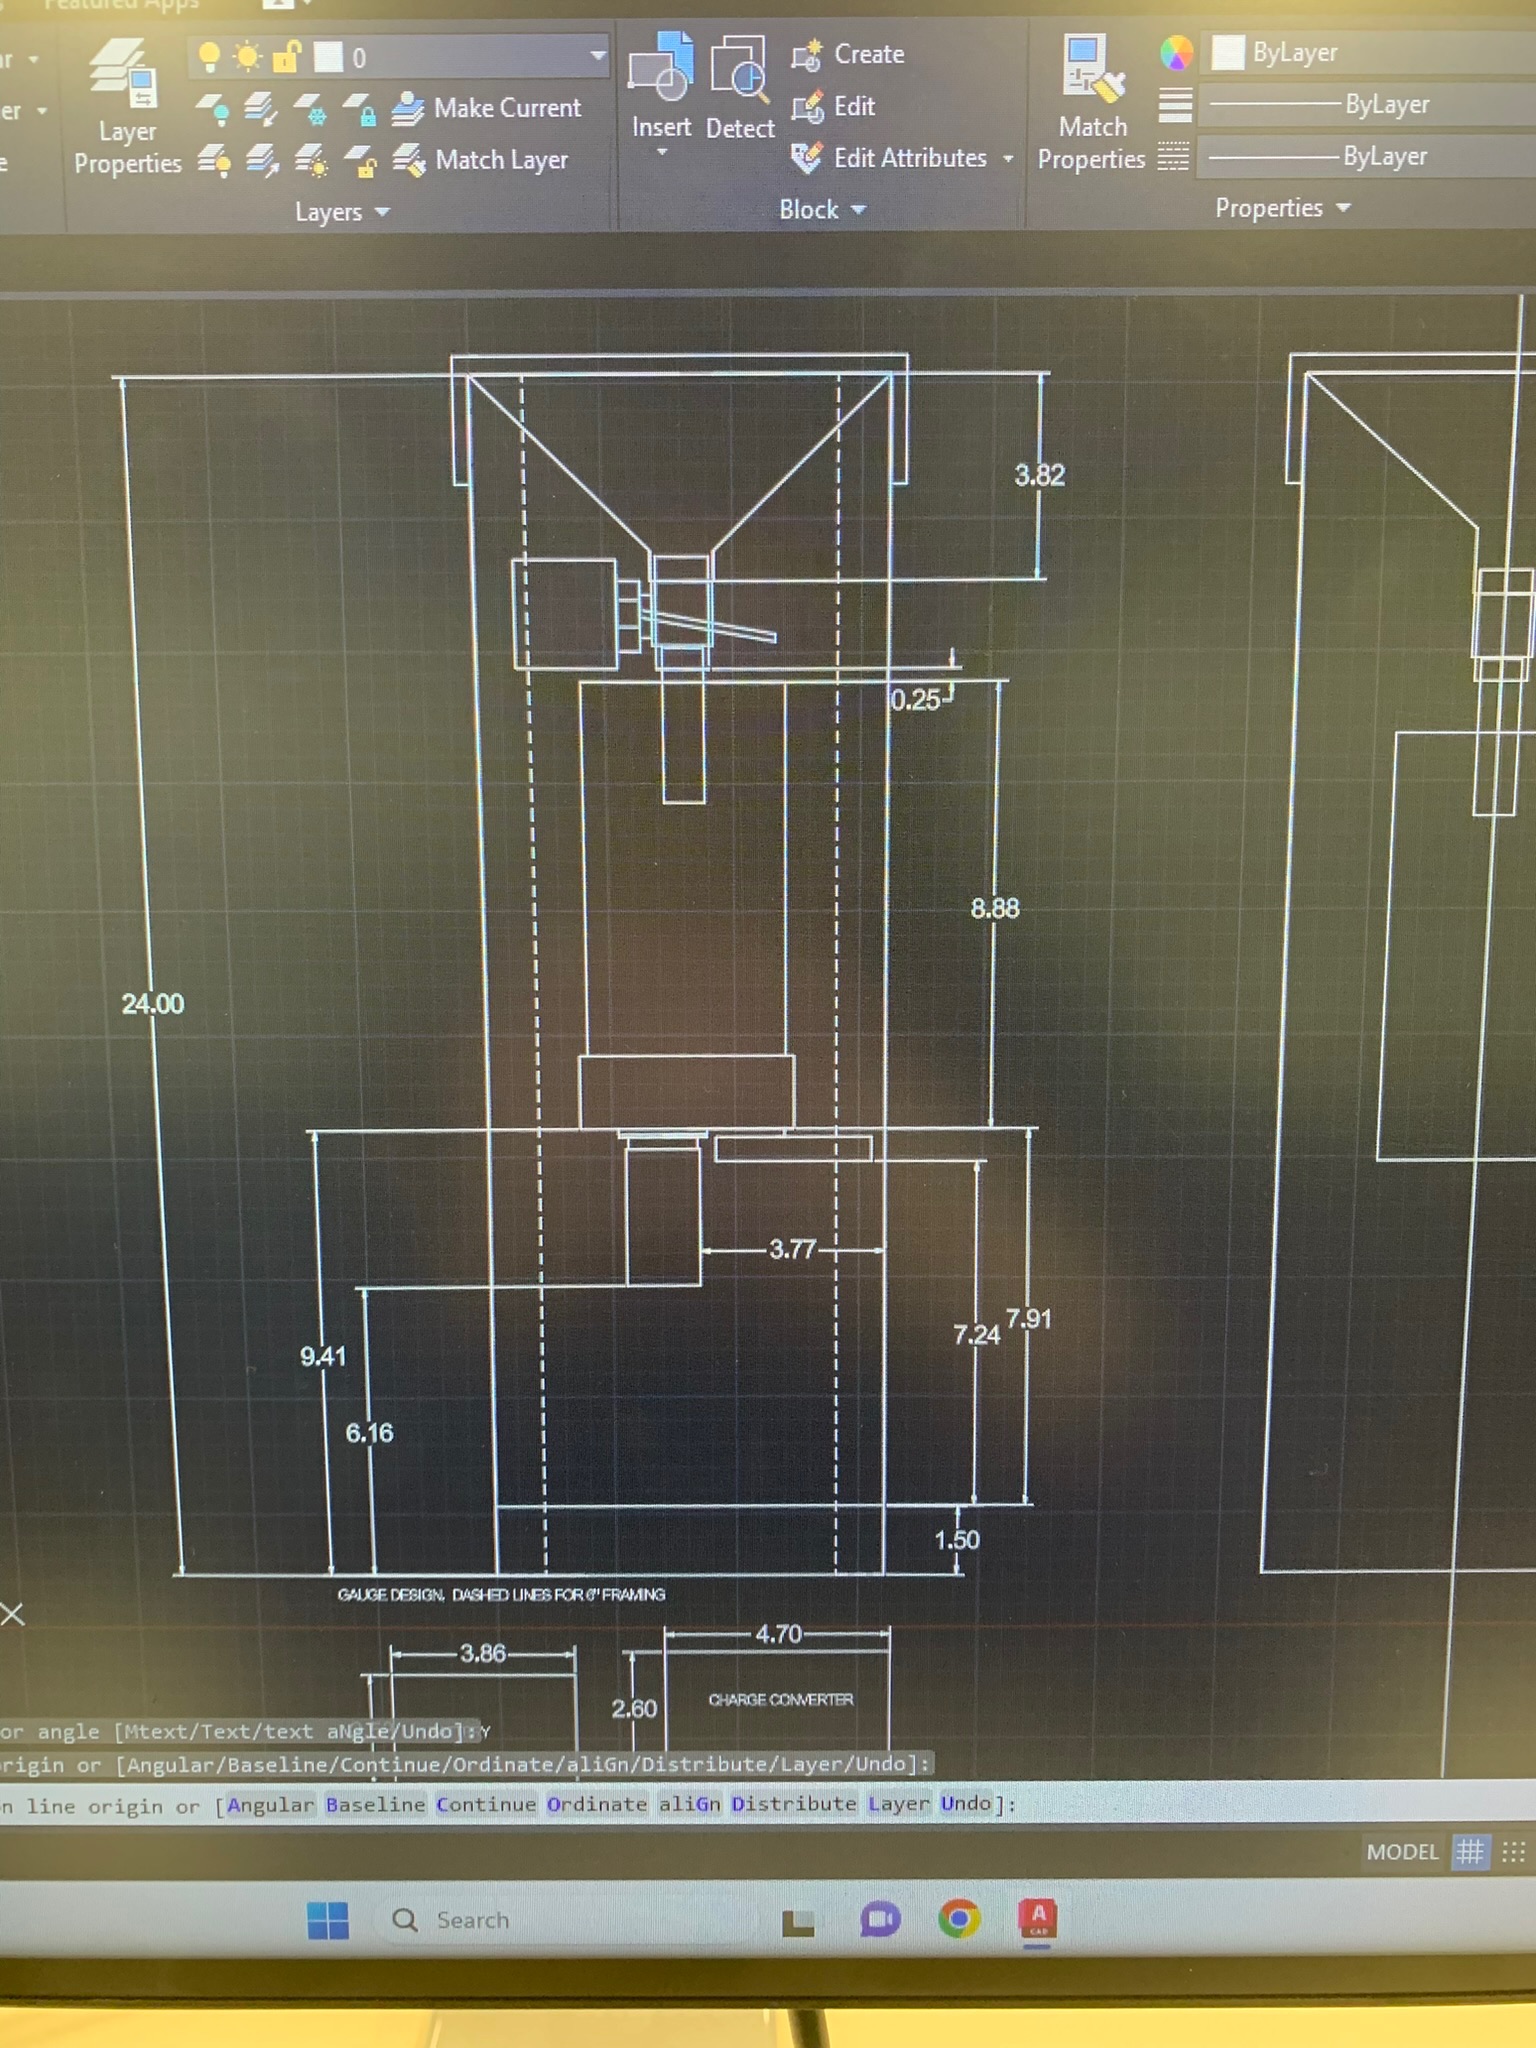 Featured Apps
0
Layer Properties
Make Current
Match Layer
Layers
Insert
Detect
Create
Edit
Edit Attributes
Block
Match Properties
ByLayer
ByLayer
ByLayer
Properties
3.82
0.25
8.88
24.00
3.77
7.24
7.91
9.41
6.16
1.50
GAUGE DESIGN, DASHED LINES FOR 6" FRAMING
4.70
3.86
2.60
CHARGE CONVERTER
or angle [Mtext/Text/text aNgle/Undo]:
origin or [Angular/Baseline/Continue/Ordinate/aliGn/Distribute/Layer/Undo]:
n line origin or [Angular Baseline Continue Ordinate aliGn Distribute Layer Undo]:
MODEL
Search
A
CAD